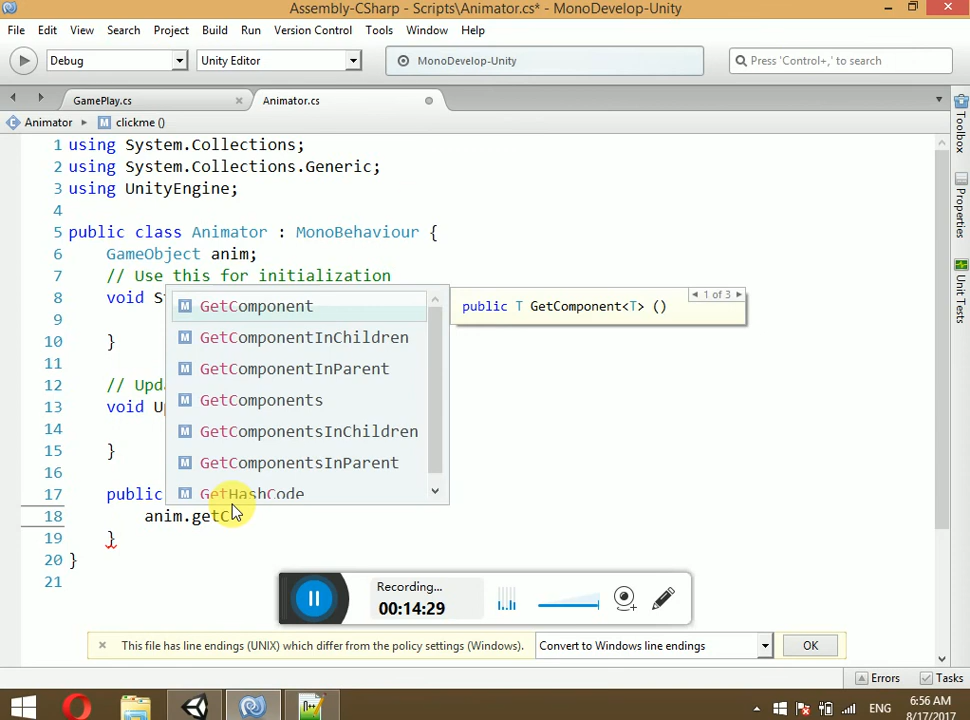 Assembly-CSharp - Scripts\Animator.cs* - MonoDevelop-Unity
File Edit View Search Project Build Run Version Control Tools Window Help
Debug Unity Editor MonoDevelop-Unity Press 'Control+,' to search
GamePlay.cs Animator.cs
Animator clickme ()
1 using System.Collections;
2 using System.Collections.Generic;
3 using UnityEngine;
4
5 public class Animator : MonoBehaviour {
6 GameObject anim;
7 // Use this for initialization
8 void S
9
10 }
11
12 // Upda
13 void Up
14
15 }
16
17 public
18 anim.getC
19 }
20 }
21
GetComponent
GetComponentInChildren
GetComponentInParent
GetComponents
GetComponentsInChildren
GetComponentsInParent
GetHashCode
1 of 3
public T GetComponent<T> ()
Toolbox
Properties
Unit Tests
Recording...
00:14:29
This file has line endings (UNIX) which differ from the policy settings (Windows). Convert to Windows line endings OK
Errors Tasks
ENG
6:56 AM
8/17/2017